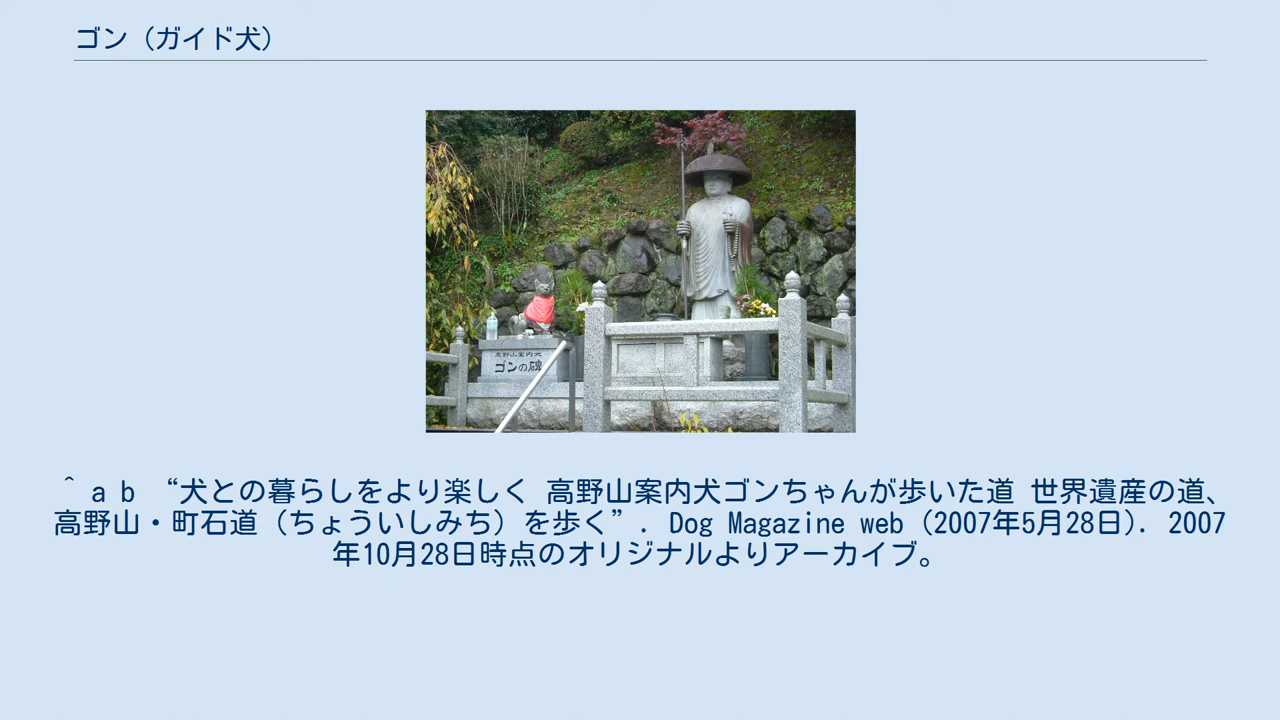 ゴン（ガイド犬）
高野山案内犬
ゴンの碑
^ a b “犬との暮らしをより楽しく 高野山案内犬ゴンちゃんが歩いた道 世界遺産の道、
高野山・町石道（ちょういしみち）を歩く”. Dog Magazine web (2007年5月28日). 2007
年10月28日時点のオリジナルよりアーカイブ。